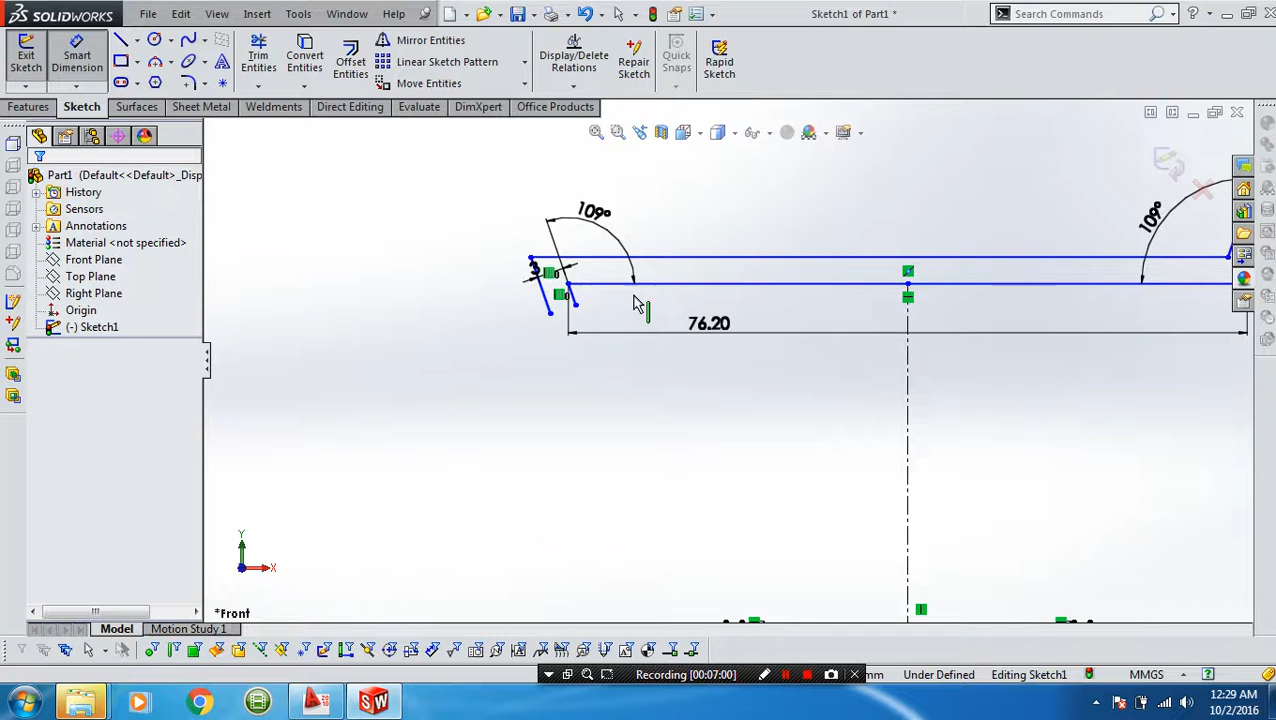 SOLIDWORKS File Edit View Insert Tools Window Help Sketch1 of Part1 * Search Commands
Exit Sketch Smart Dimension Trim Entities Convert Entities Offset Entities Mirror Entities Linear Sketch Pattern Move Entities Display/Delete Relations Repair Sketch Quick Snaps Rapid Sketch
Features Sketch Surfaces Sheet Metal Weldments Direct Editing Evaluate DimXpert Office Products
Part1 (Default<<Default>_Disp
History
Sensors
Annotations
Material <not specified>
Front Plane
Top Plane
Right Plane
Origin
(-) Sketch1
109°
109°
3
76.20
Y
X
*Front
Model Motion Study 1
Recording [00:07:00]
mm Under Defined Editing Sketch1 MMGS
12:29 AM
10/2/2016